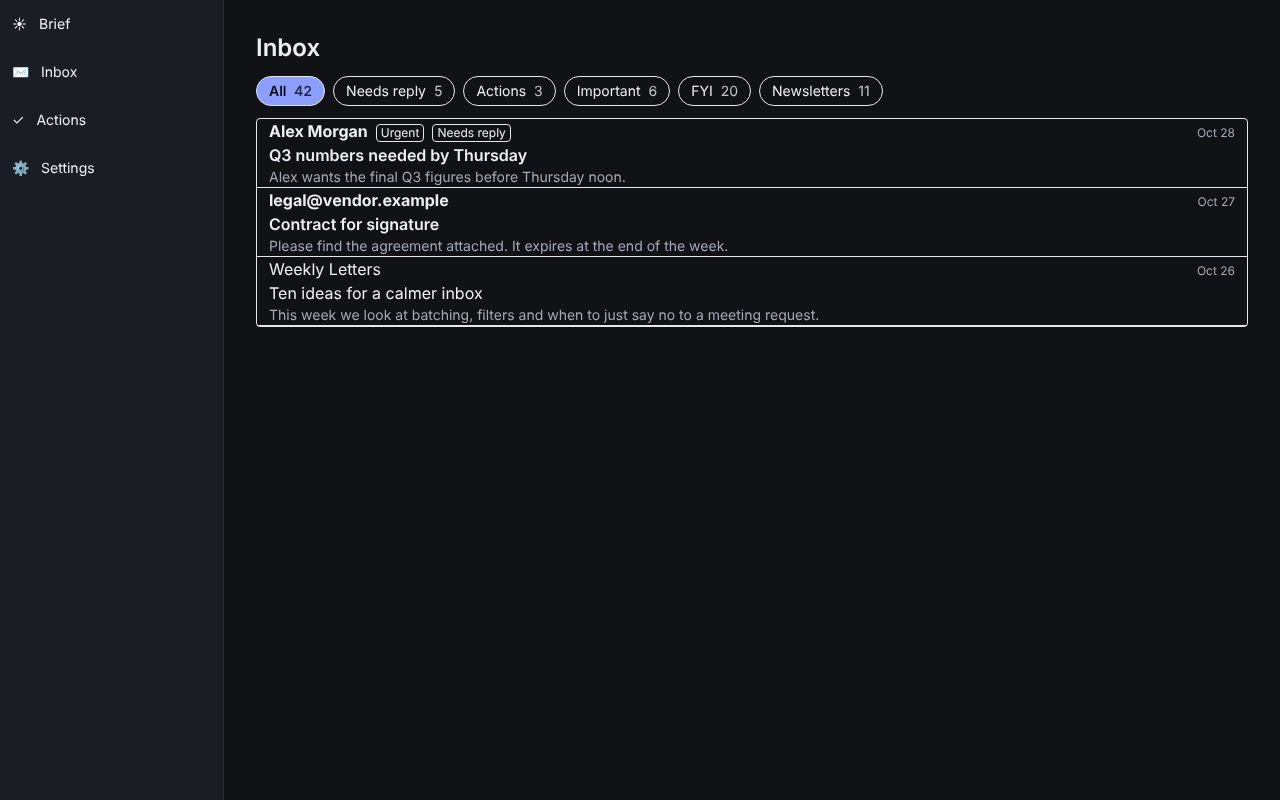 Brief
Inbox
Actions
Settings
Inbox
All 42 Needs reply 5 Actions 3 Important 6 FYI 20 Newsletters 11
Alex Morgan Urgent Needs reply Oct 28
Q3 numbers needed by Thursday
Alex wants the final Q3 figures before Thursday noon.
legal@vendor.example Oct 27
Contract for signature
Please find the agreement attached. It expires at the end of the week.
Weekly Letters Oct 26
Ten ideas for a calmer inbox
This week we look at batching, filters and when to just say no to a meeting request.